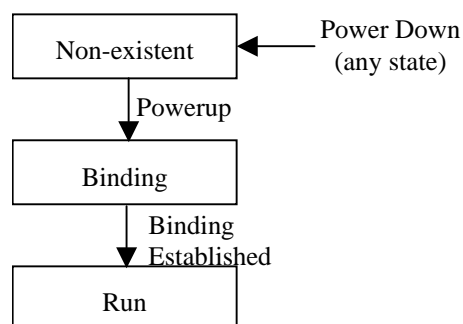 Power Down
(any state)
Non-existent
Powerup
Binding
Binding
Established
Run